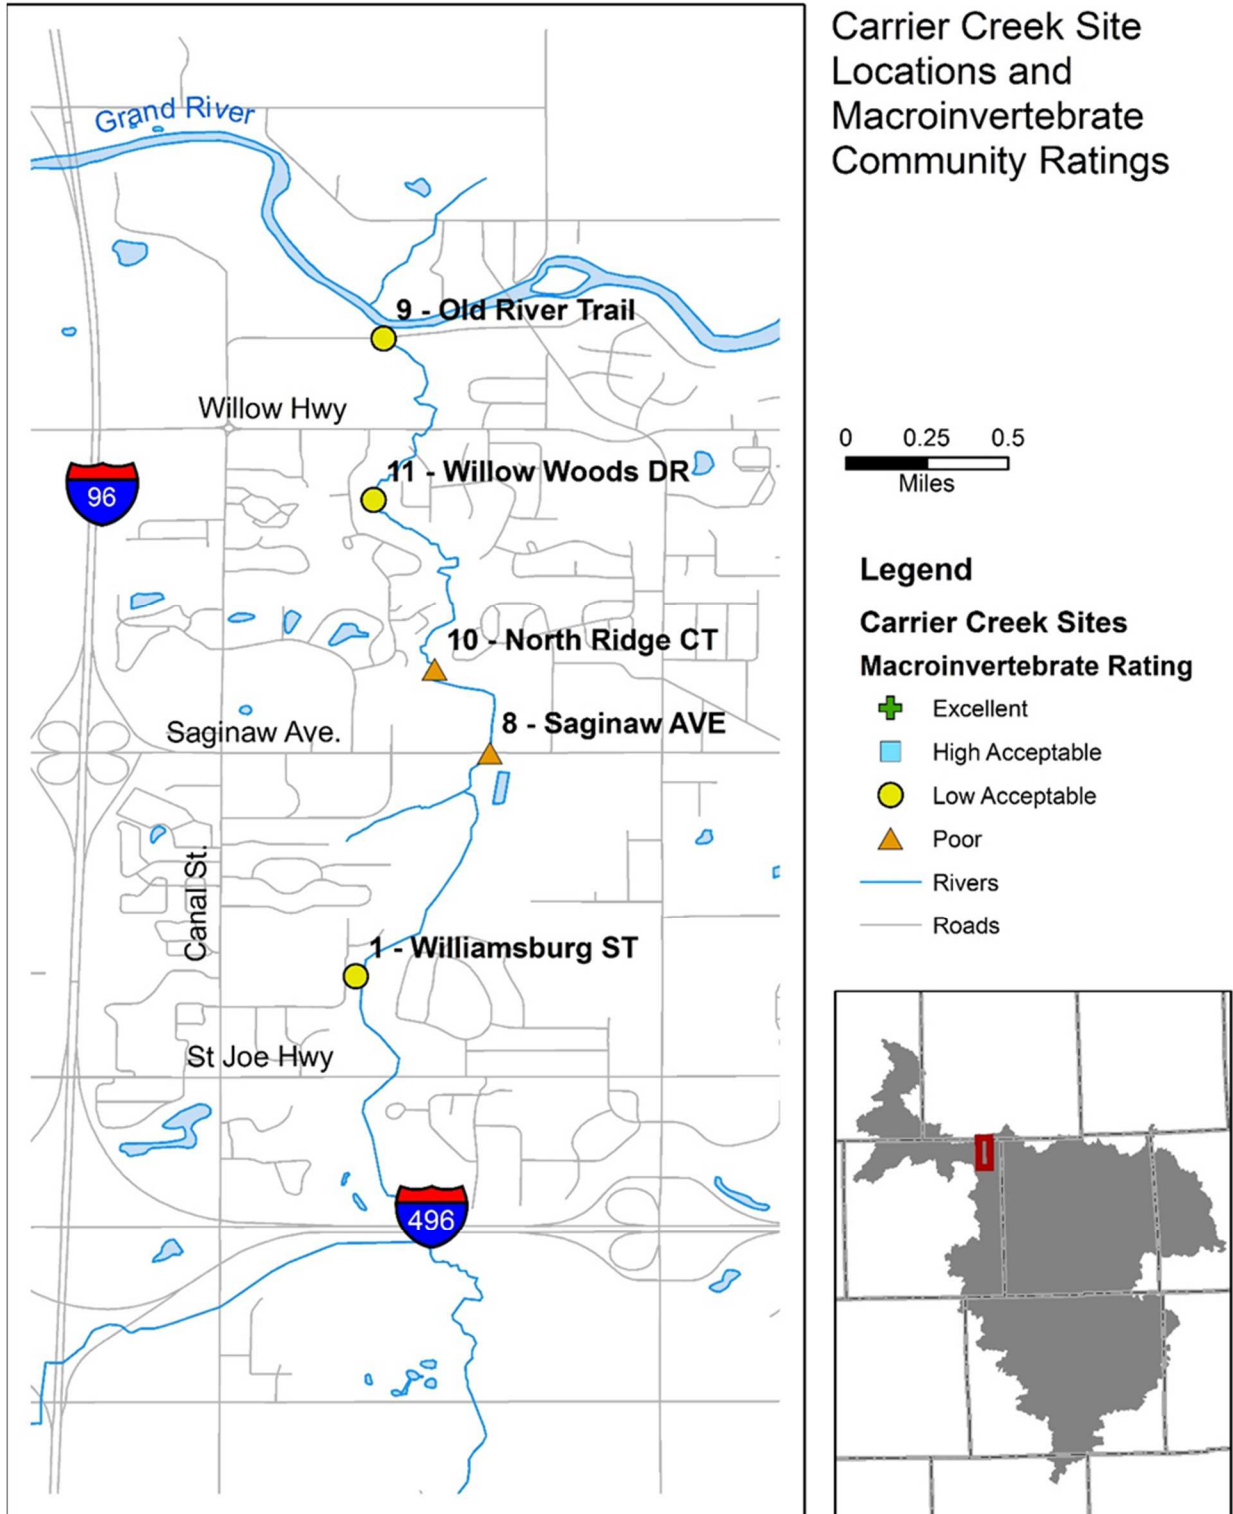 Carrier Creek Site
Locations and
Macroinvertebrate
Community Ratings
Grand River
9 - Old River Trail
Willow Hwy
11 - Willow Woods DR
96
10 - North Ridge CT
8 - Saginaw AVE
Saginaw Ave.
Canal St.
1 - Williamsburg ST
St Joe Hwy
496
0 0.25 0.5
Miles
Legend
Carrier Creek Sites
Macroinvertebrate Rating
Excellent
High Acceptable
Low Acceptable
Poor
Rivers
Roads